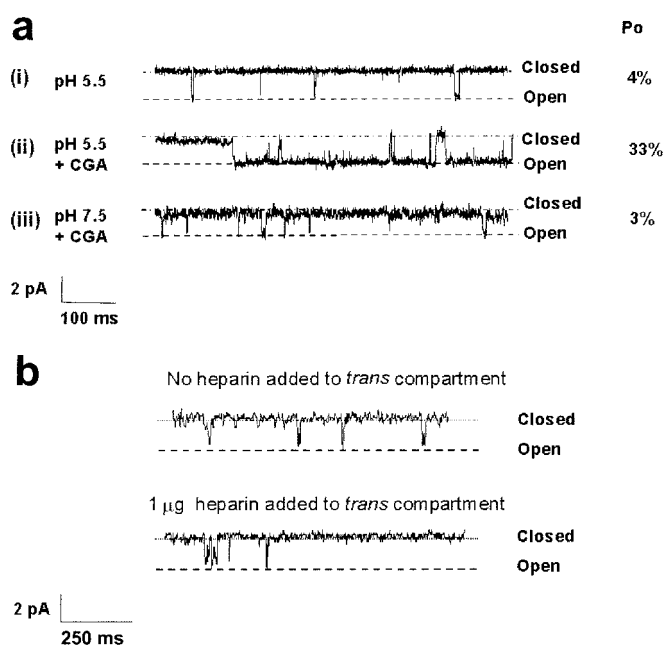 a
Po
(i) pH 5.5 Closed 4%
Open
(ii) pH 5.5 + CGA Closed 33%
Open
(iii) pH 7.5 + CGA Closed 3%
Open
2 pA
100 ms
b
No heparin added to trans compartment
Closed
Open
1 µg heparin added to trans compartment
Closed
Open
2 pA
250 ms